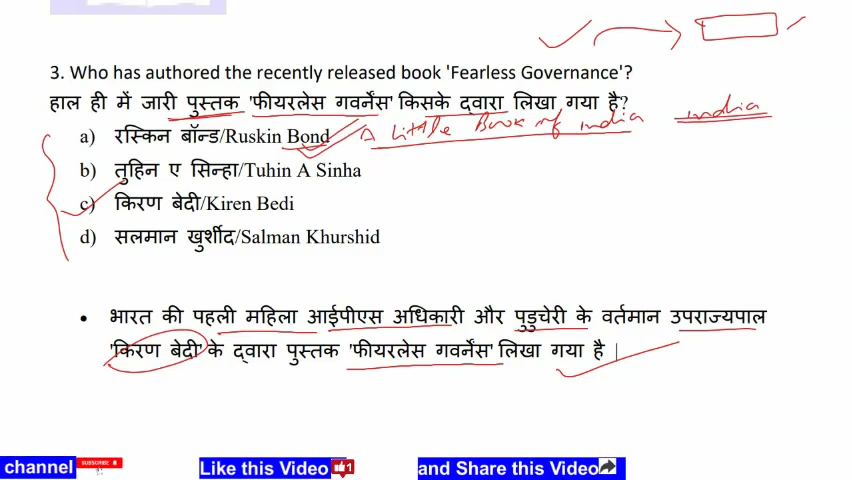 3. Who has authored the recently released book 'Fearless Governance'?
हाल ही में जारी पुस्तक 'फीयरलेस गवर्नेंस' किसके द्वारा लिखा गया है?
a) रस्किन बॉन्ड/Ruskin Bond A Little Book of india india
b) तुहिन ए सिन्हा/Tuhin A Sinha
c) किरण बेदी/Kiren Bedi
d) सलमान खुर्शीद/Salman Khurshid
• भारत की पहली महिला आईपीएस अधिकारी और पुडुचेरी के वर्तमान उपराज्यपाल
'किरण बेदी' के द्वारा पुस्तक 'फीयरलेस गवर्नेंस' लिखा गया है |
channel SUBSCRIBE Like this Video 1 and Share this Video